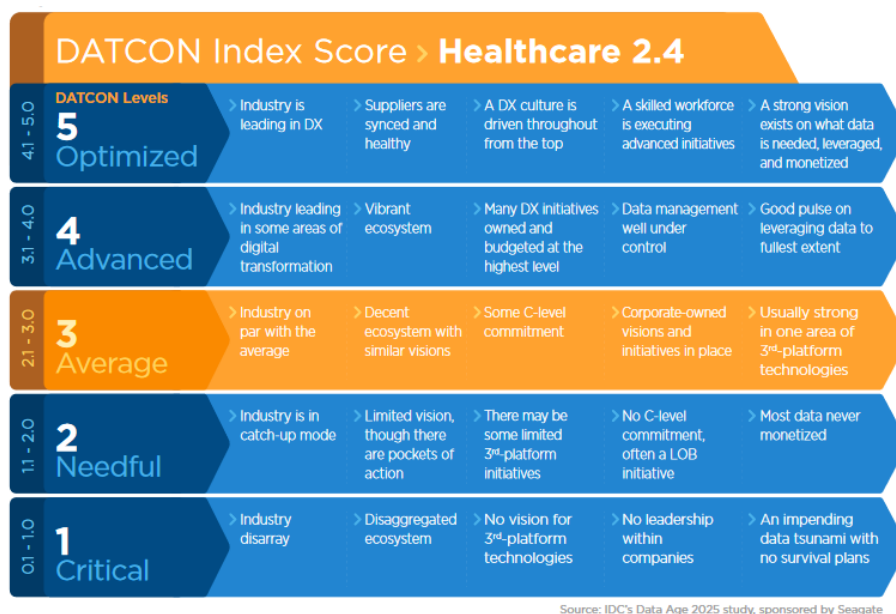 DATCON Index Score > Healthcare 2.4
DATCON Levels
4.1 - 5.0
5
Optimized
Industry is
leading in DX
Suppliers are
synced and
healthy
A DX culture is
driven throughout
from the top
A skilled workforce
is executing
advanced initiatives
A strong vision
exists on what data
is needed, leveraged,
and monetized
3.1 - 4.0
4
Advanced
Industry leading
in some areas of
digital
transformation
Vibrant
ecosystem
Many DX initiatives
owned and
budgeted at the
highest level
Data management
well under
control
Good pulse on
leveraging data to
fullest extent
2.1 - 3.0
3
Average
Industry on
par with the
average
Decent
ecosystem with
similar visions
Some C-level
commitment
Corporate-owned
visions and
initiatives in place
Usually strong
in one area of
3rd-platform
technologies
1.1 - 2.0
2
Needful
Industry is in
catch-up mode
Limited vision,
though there
are pockets of
action
There may be
some limited
3rd-platform
initiatives
No C-level
commitment,
often a LOB
initiative
Most data never
monetized
0.1 - 1.0
1
Critical
Industry
disarray
Disaggregated
ecosystem
No vision for
3rd-platform
technologies
No leadership
within
companies
An impending
data tsunami with
no survival plans
Source: IDC's Data Age 2025 study, sponsored by Seagate